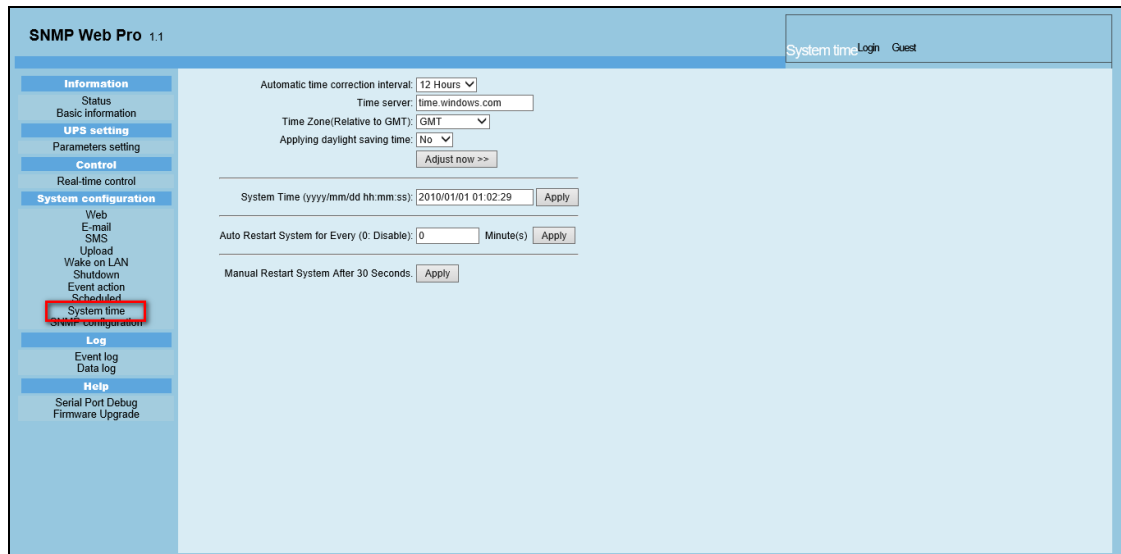 SNMP Web Pro 1.1
System time Login Guest
Information
Status
Basic information
UPS setting
Parameters setting
Control
Real-time control
System configuration
Web
E-mail
SMS
Upload
Wake on LAN
Shutdown
Event action
Scheduled
System time
SNMP configuration
Log
Event log
Data log
Help
Serial Port Debug
Firmware Upgrade
Automatic time correction interval: 12 Hours
Time server: time.windows.com
Time Zone(Relative to GMT): GMT
Applying daylight saving time: No
Adjust now >>
System Time (yyyy/mm/dd hh:mm:ss): 2010/01/01 01:02:29 Apply
Auto Restart System for Every (0: Disable): 0 Minute(s) Apply
Manual Restart System After 30 Seconds. Apply